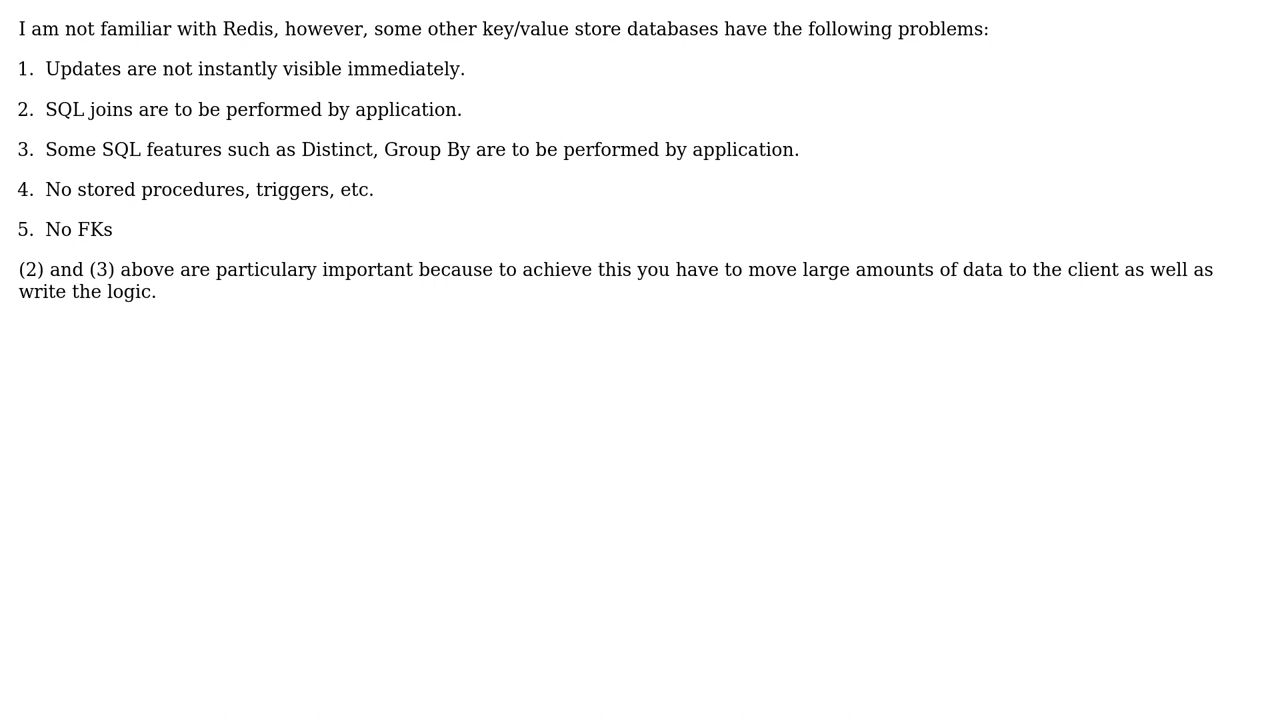 I am not familiar with Redis, however, some other key/value store databases have the following problems:
1. Updates are not instantly visible immediately.
2. SQL joins are to be performed by application.
3. Some SQL features such as Distinct, Group By are to be performed by application.
4. No stored procedures, triggers, etc.
5. No FKs
(2) and (3) above are particulary important because to achieve this you have to move large amounts of data to the client as well as
write the logic.